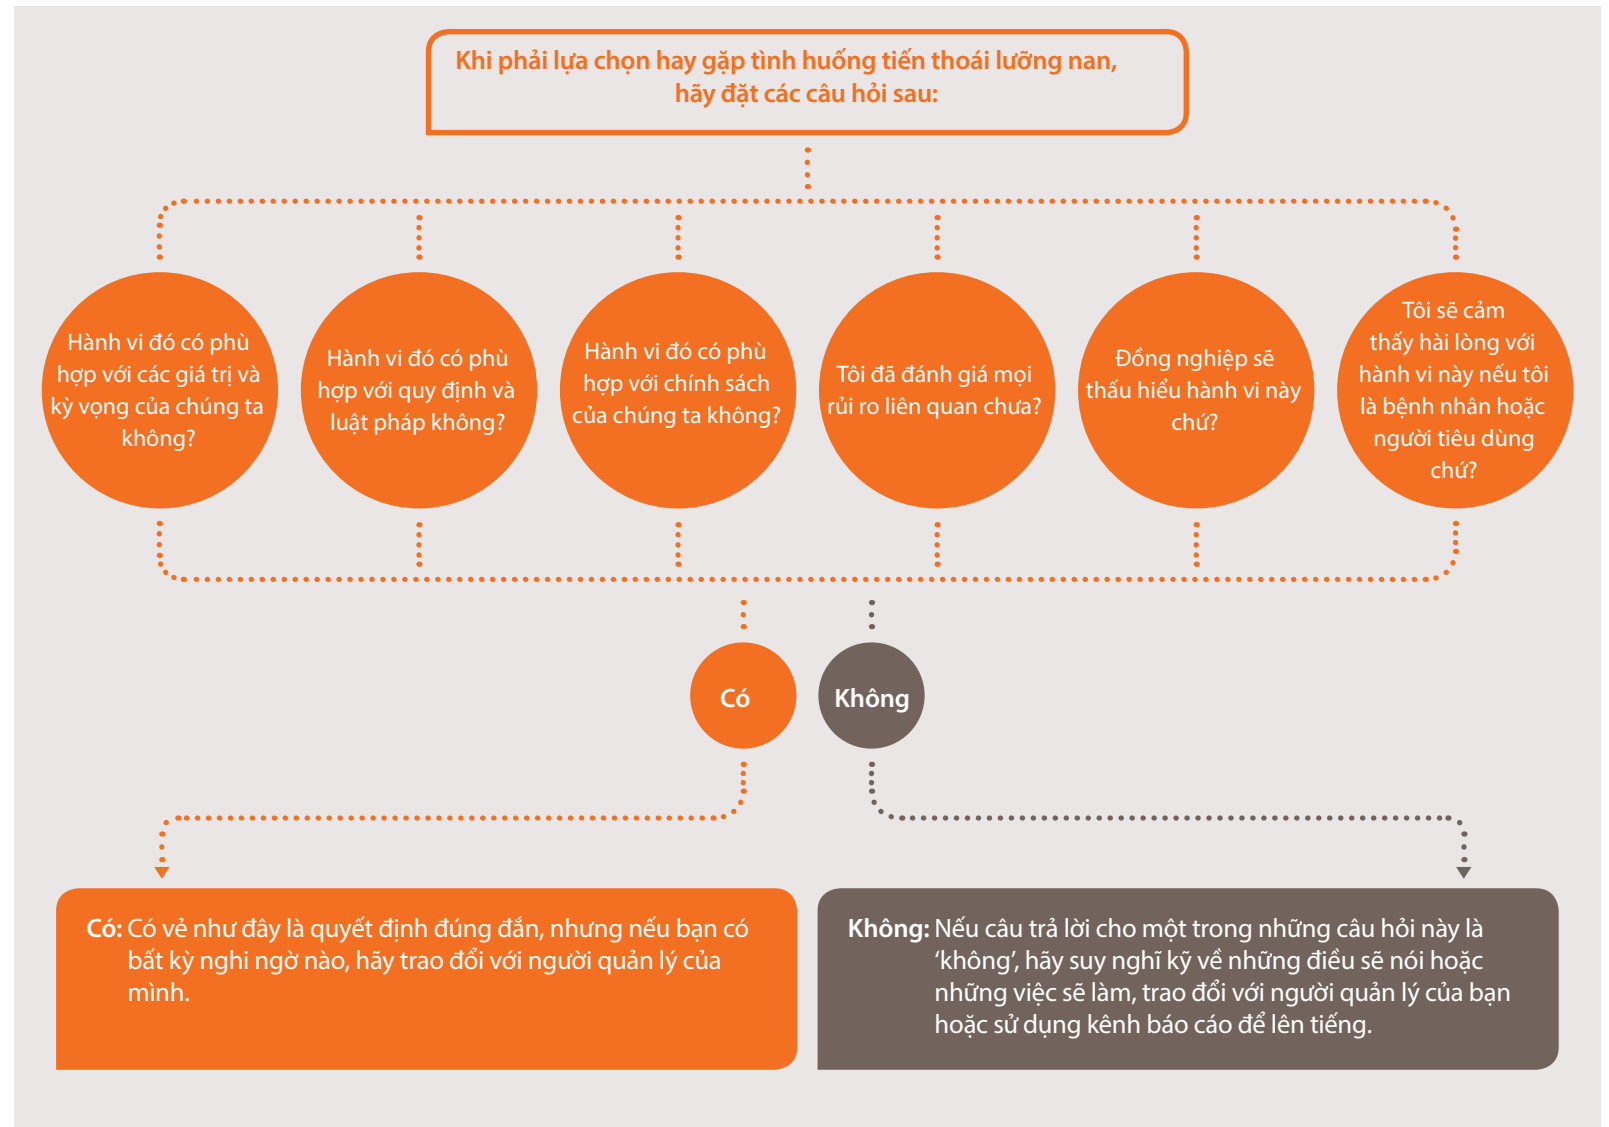 Khi phải lựa chọn hay gặp tình huống tiến thoái lưỡng nan,
hãy đặt các câu hỏi sau:
Hành vi đó có phù
hợp với các giá trị và
kỳ vọng của chúng ta
không?
Hành vi đó có phù
hợp với quy định và
luật pháp không?
Hành vi đó có phù
hợp với chính sách
của chúng ta không?
Tôi đã đánh giá mọi
rủi ro liên quan chưa?
Đồng nghiệp sẽ
thấu hiểu hành vi này
chứ?
Tôi sẽ cảm
thấy hài lòng với
hành vi này nếu tôi
là bệnh nhân hoặc
người tiêu dùng
chứ?
Có
Không
Có: Có vẻ như đây là quyết định đúng đắn, nhưng nếu bạn có
bất kỳ nghi ngờ nào, hãy trao đổi với người quản lý của
mình.
Không: Nếu câu trả lời cho một trong những câu hỏi này là
‘không’, hãy suy nghĩ kỹ về những điều sẽ nói hoặc
những việc sẽ làm, trao đổi với người quản lý của bạn
hoặc sử dụng kênh báo cáo để lên tiếng.